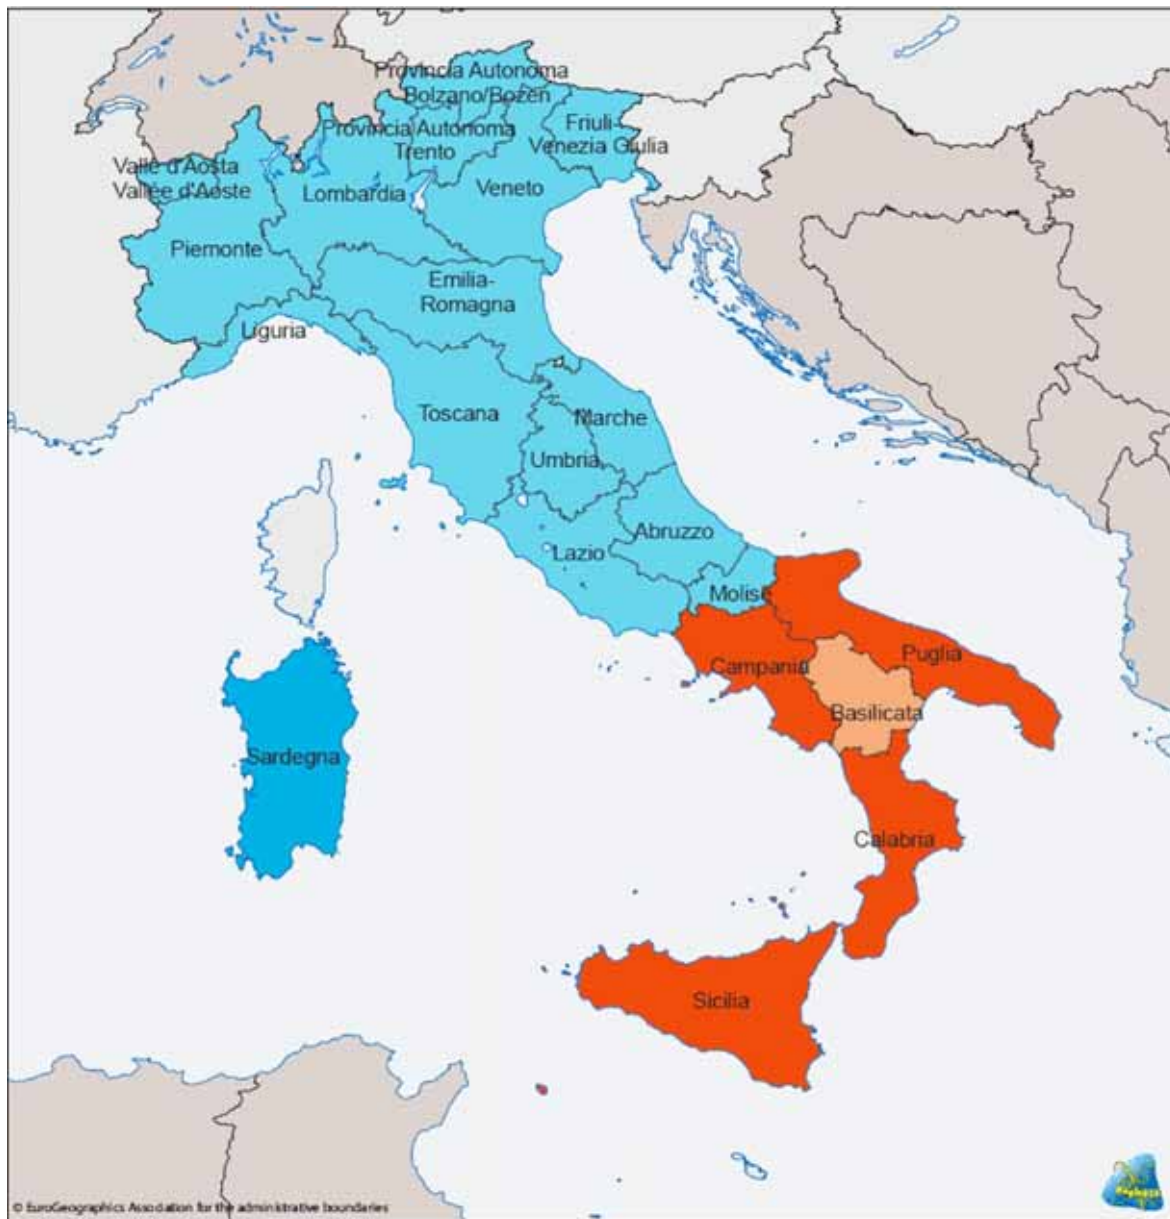 Provincia Autonoma
Bolzano/Bozen
Provincia Autonoma
Trento
Friuli-
Venezia Giulia
Valle d'Aosta
Vallée d'Aoste
Lombardia
Veneto
Piemonte
Emilia-
Romagna
Liguria
Toscana
Marche
Umbria
Abruzzo
Lazio
Molise
Campania
Puglia
Basilicata
Sardegna
Calabria
Sicilia
© EuroGeographics Association for the administrative boundaries